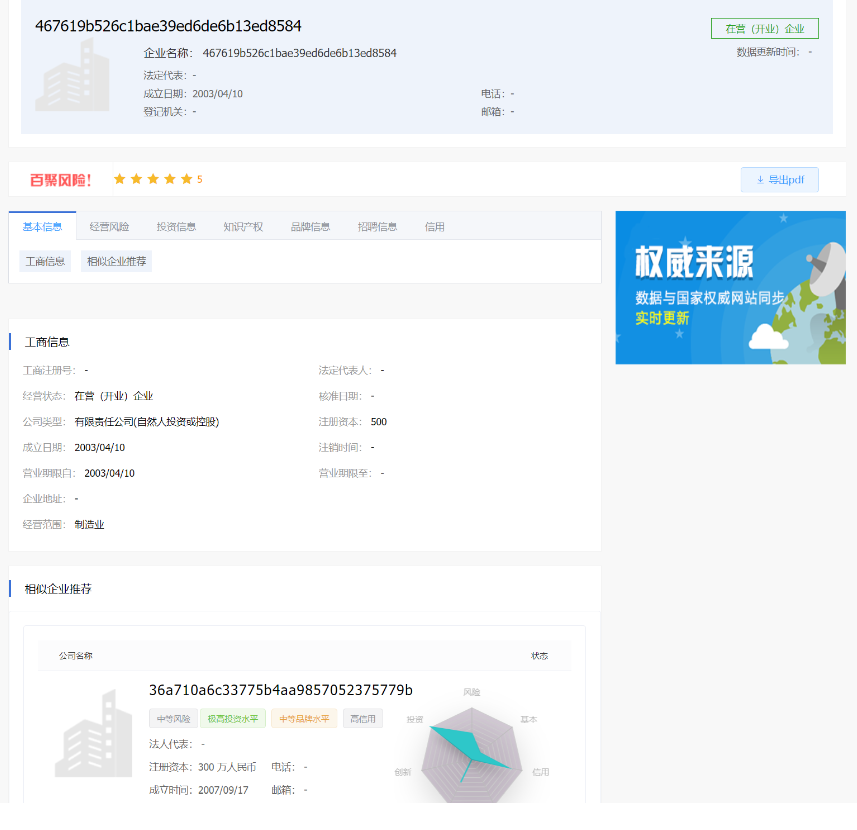 467619b526c1bae39ed6de6b13ed8584
在营（开业）企业
企业名称： 467619b526c1bae39ed6de6b13ed8584
数据更新时间： -
法定代表： -
成立日期： 2003/04/10
电话： -
登记机关： -
邮箱： -
百聚风险！ 5
导出pdf
基本信息 经营风险 投资信息 知识产权 品牌信息 招聘信息 信用
工商信息 相似企业推荐
权威来源
数据与国家权威网站同步
实时更新
工商信息
工商注册号： - 法定代表人： -
经营状态： 在营（开业）企业 核准日期： -
公司类型： 有限责任公司(自然人投资或控股) 注册资本： 500
成立日期： 2003/04/10 注销时间： -
营业期限自： 2003/04/10 营业期限至： -
企业地址： -
经营范围： 制造业
相似企业推荐
公司名称 状态
36a710a6c33775b4aa9857052375779b
中等风险 极高投资水平 中等品牌水平 高信用
法人代表： -
注册资本： 300 万人民币 电话： -
成立时间： 2007/09/17 邮箱： -
风险
投资 基本
创新 信用